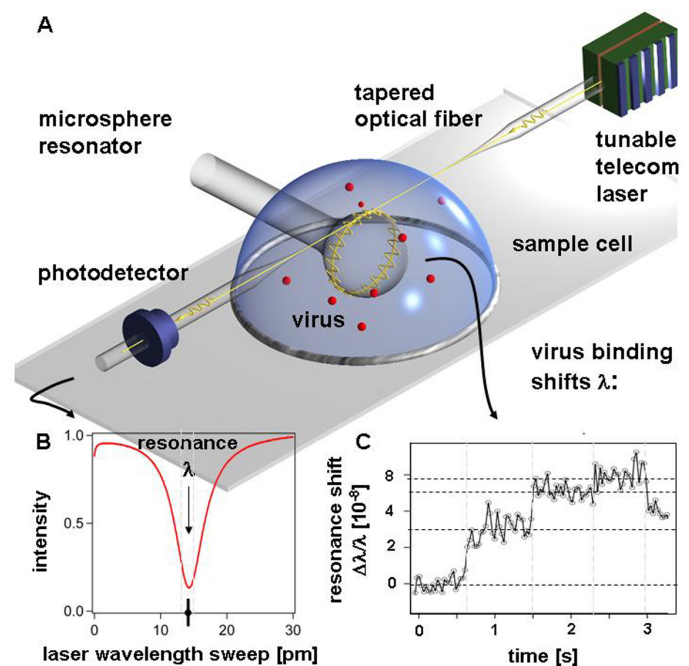 A
tapered
optical fiber
microsphere
resonator
tunable
telecom
laser
sample cell
photodetector
virus
virus binding
shifts λ:
B
resonance
λ
1.0
0.5
0.0
intensity
0
10
20
30
laser wavelength sweep [pm]
C
resonance shift
Δλ/λ [10⁻⁸]
8
4
2
0
0
1
2
3
time [s]